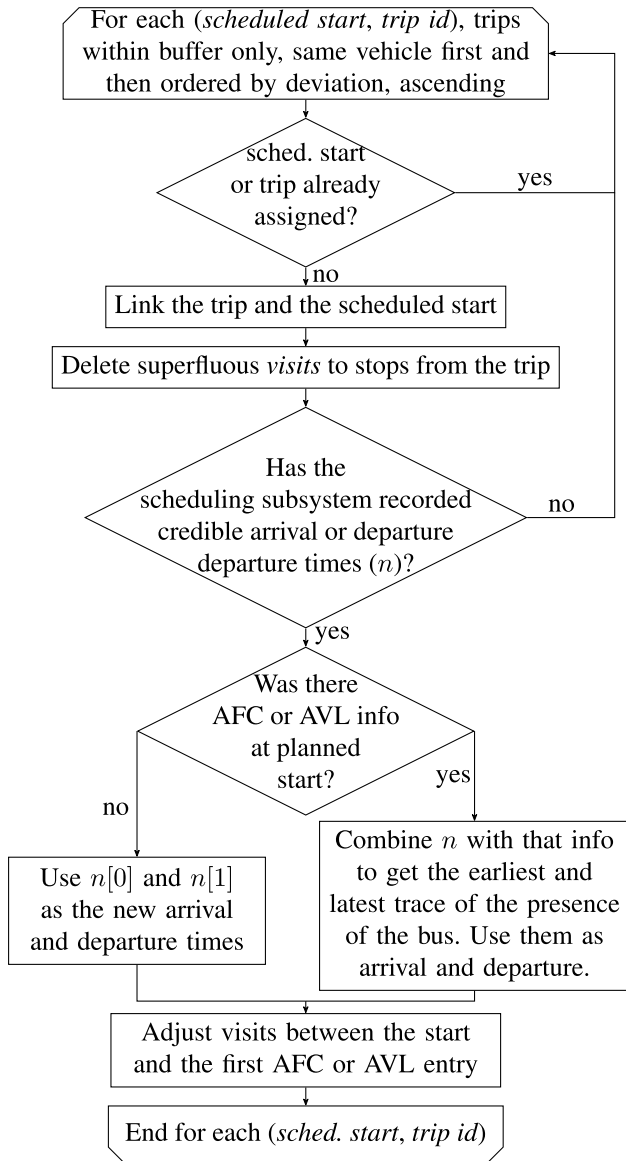 For each (scheduled start, trip id), trips
within buffer only, same vehicle first and
then ordered by deviation, ascending
sched. start
or trip already
assigned?
yes
no
Link the trip and the scheduled start
Delete superfluous visits to stops from the trip
Has the
scheduling subsystem recorded
credible arrival or departure
departure times (n)?
no
yes
Was there
AFC or AVL info
at planned
start?
no
yes
Use n[0] and n[1]
as the new arrival
and departure times
Combine n with that info
to get the earliest and
latest trace of the presence
of the bus. Use them as
arrival and departure.
Adjust visits between the start
and the first AFC or AVL entry
End for each (sched. start, trip id)